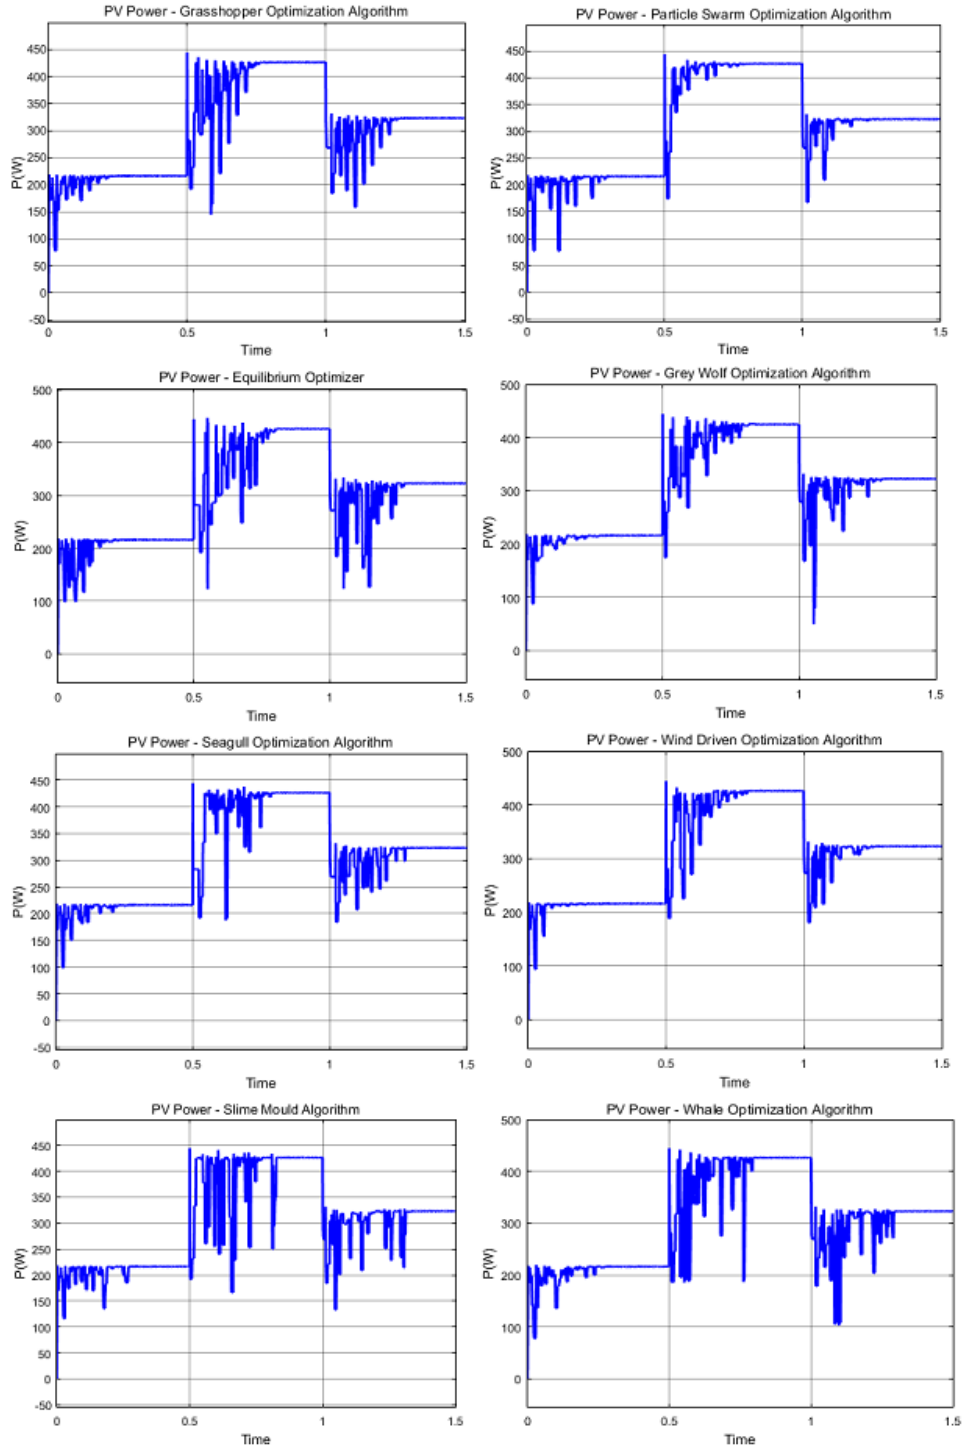 PV Power - Grasshopper Optimization Algorithm
450
400
350
300
250
200
150
100
50
0
-50
P(W)
0 0.5 1 1.5
Time
PV Power - Particle Swarm Optimization Algorithm
450
400
350
300
250
200
150
100
50
0
-50
P(W)
0 0.5 1 1.5
Time
PV Power - Equilibrium Optimizer
500
400
300
200
100
0
P(W)
0 0.5 1 1.5
Time
PV Power - Grey Wolf Optimization Algorithm
500
400
300
200
100
0
P(W)
0 0.5 1 1.5
Time
PV Power - Seagull Optimization Algorithm
450
400
350
300
250
200
150
100
50
0
-50
P(W)
0 0.5 1 1.5
Time
PV Power - Wind Driven Optimization Algorithm
500
400
300
200
100
0
P(W)
0 0.5 1 1.5
Time
PV Power - Slime Mould Algorithm
450
400
350
300
250
200
150
100
50
0
-50
P(W)
0 0.5 1 1.5
Time
PV Power - Whale Optimization Algorithm
500
400
300
200
100
0
P(W)
0 0.5 1 1.5
Time